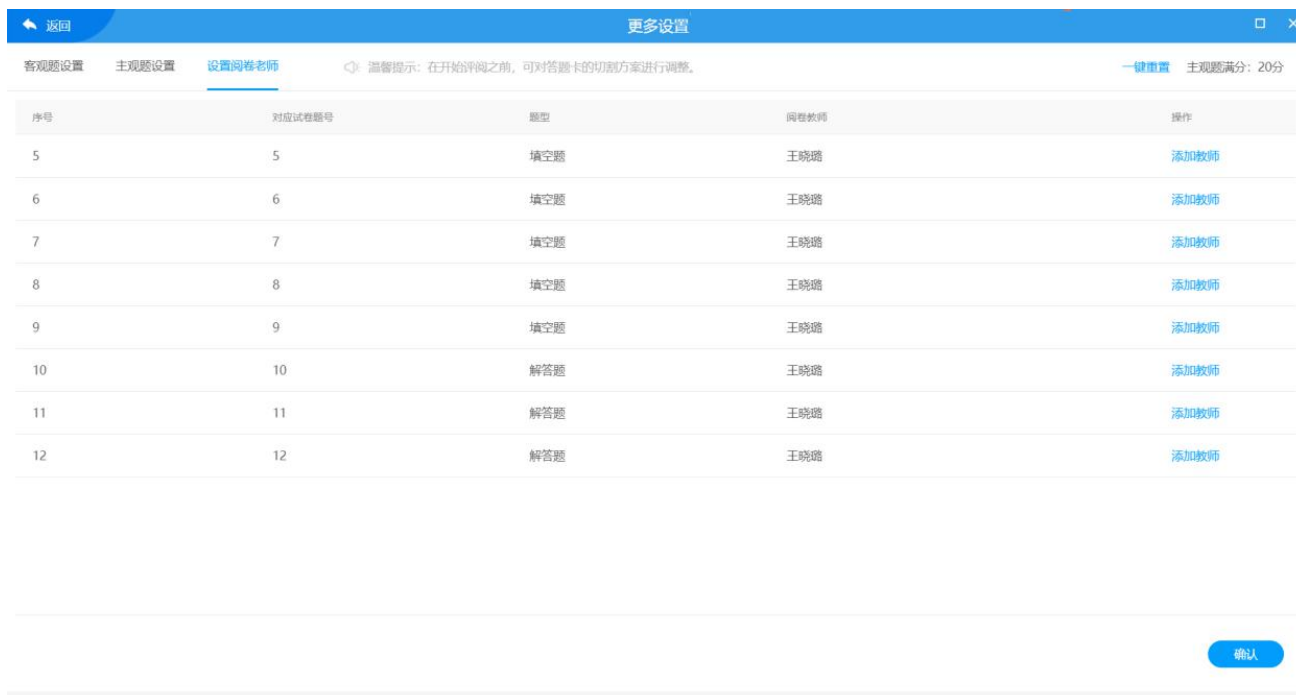 返回 更多设置
客观题设置 主观题设置 设置阅卷老师 温馨提示：在开始评阅之前，可对答题卡的切割方案进行调整。 一键重置 主观题满分：20分
序号 对应试卷题号 题型 阅卷教师 操作
5 5 填空题 王晓璐 添加教师
6 6 填空题 王晓璐 添加教师
7 7 填空题 王晓璐 添加教师
8 8 填空题 王晓璐 添加教师
9 9 填空题 王晓璐 添加教师
10 10 解答题 王晓璐 添加教师
11 11 解答题 王晓璐 添加教师
12 12 解答题 王晓璐 添加教师
确认